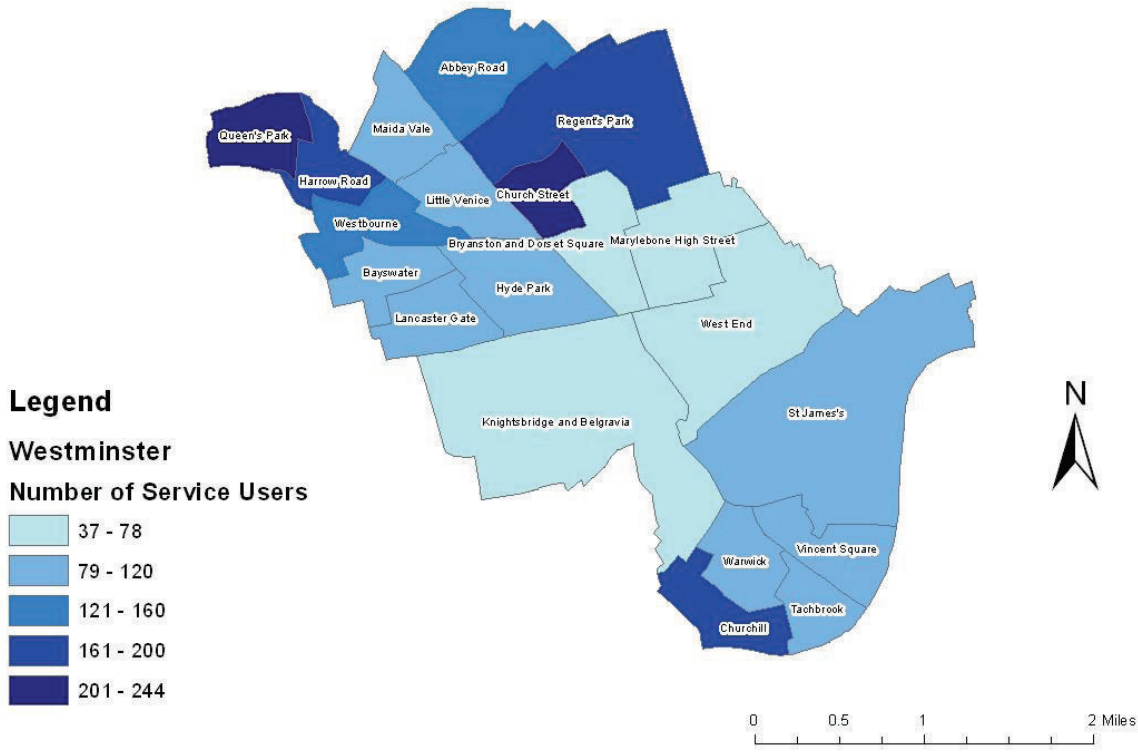 Abbey Road
Regent's Park
Queen's Park
Maida Vale
Harrow Road
Church Street
Little Venice
Westbourne
Bryanston and Dorset Square
Marylebone High Street
Bayswater
Hyde Park
Lancaster Gate
West End
Knightsbridge and Belgravia
St James's
Vincent Square
Warwick
Tachbrook
Churchill
Legend
Westminster
Number of Service Users
37 - 78
79 - 120
121 - 160
161 - 200
201 - 244
N
0 0.5 1 2 Miles